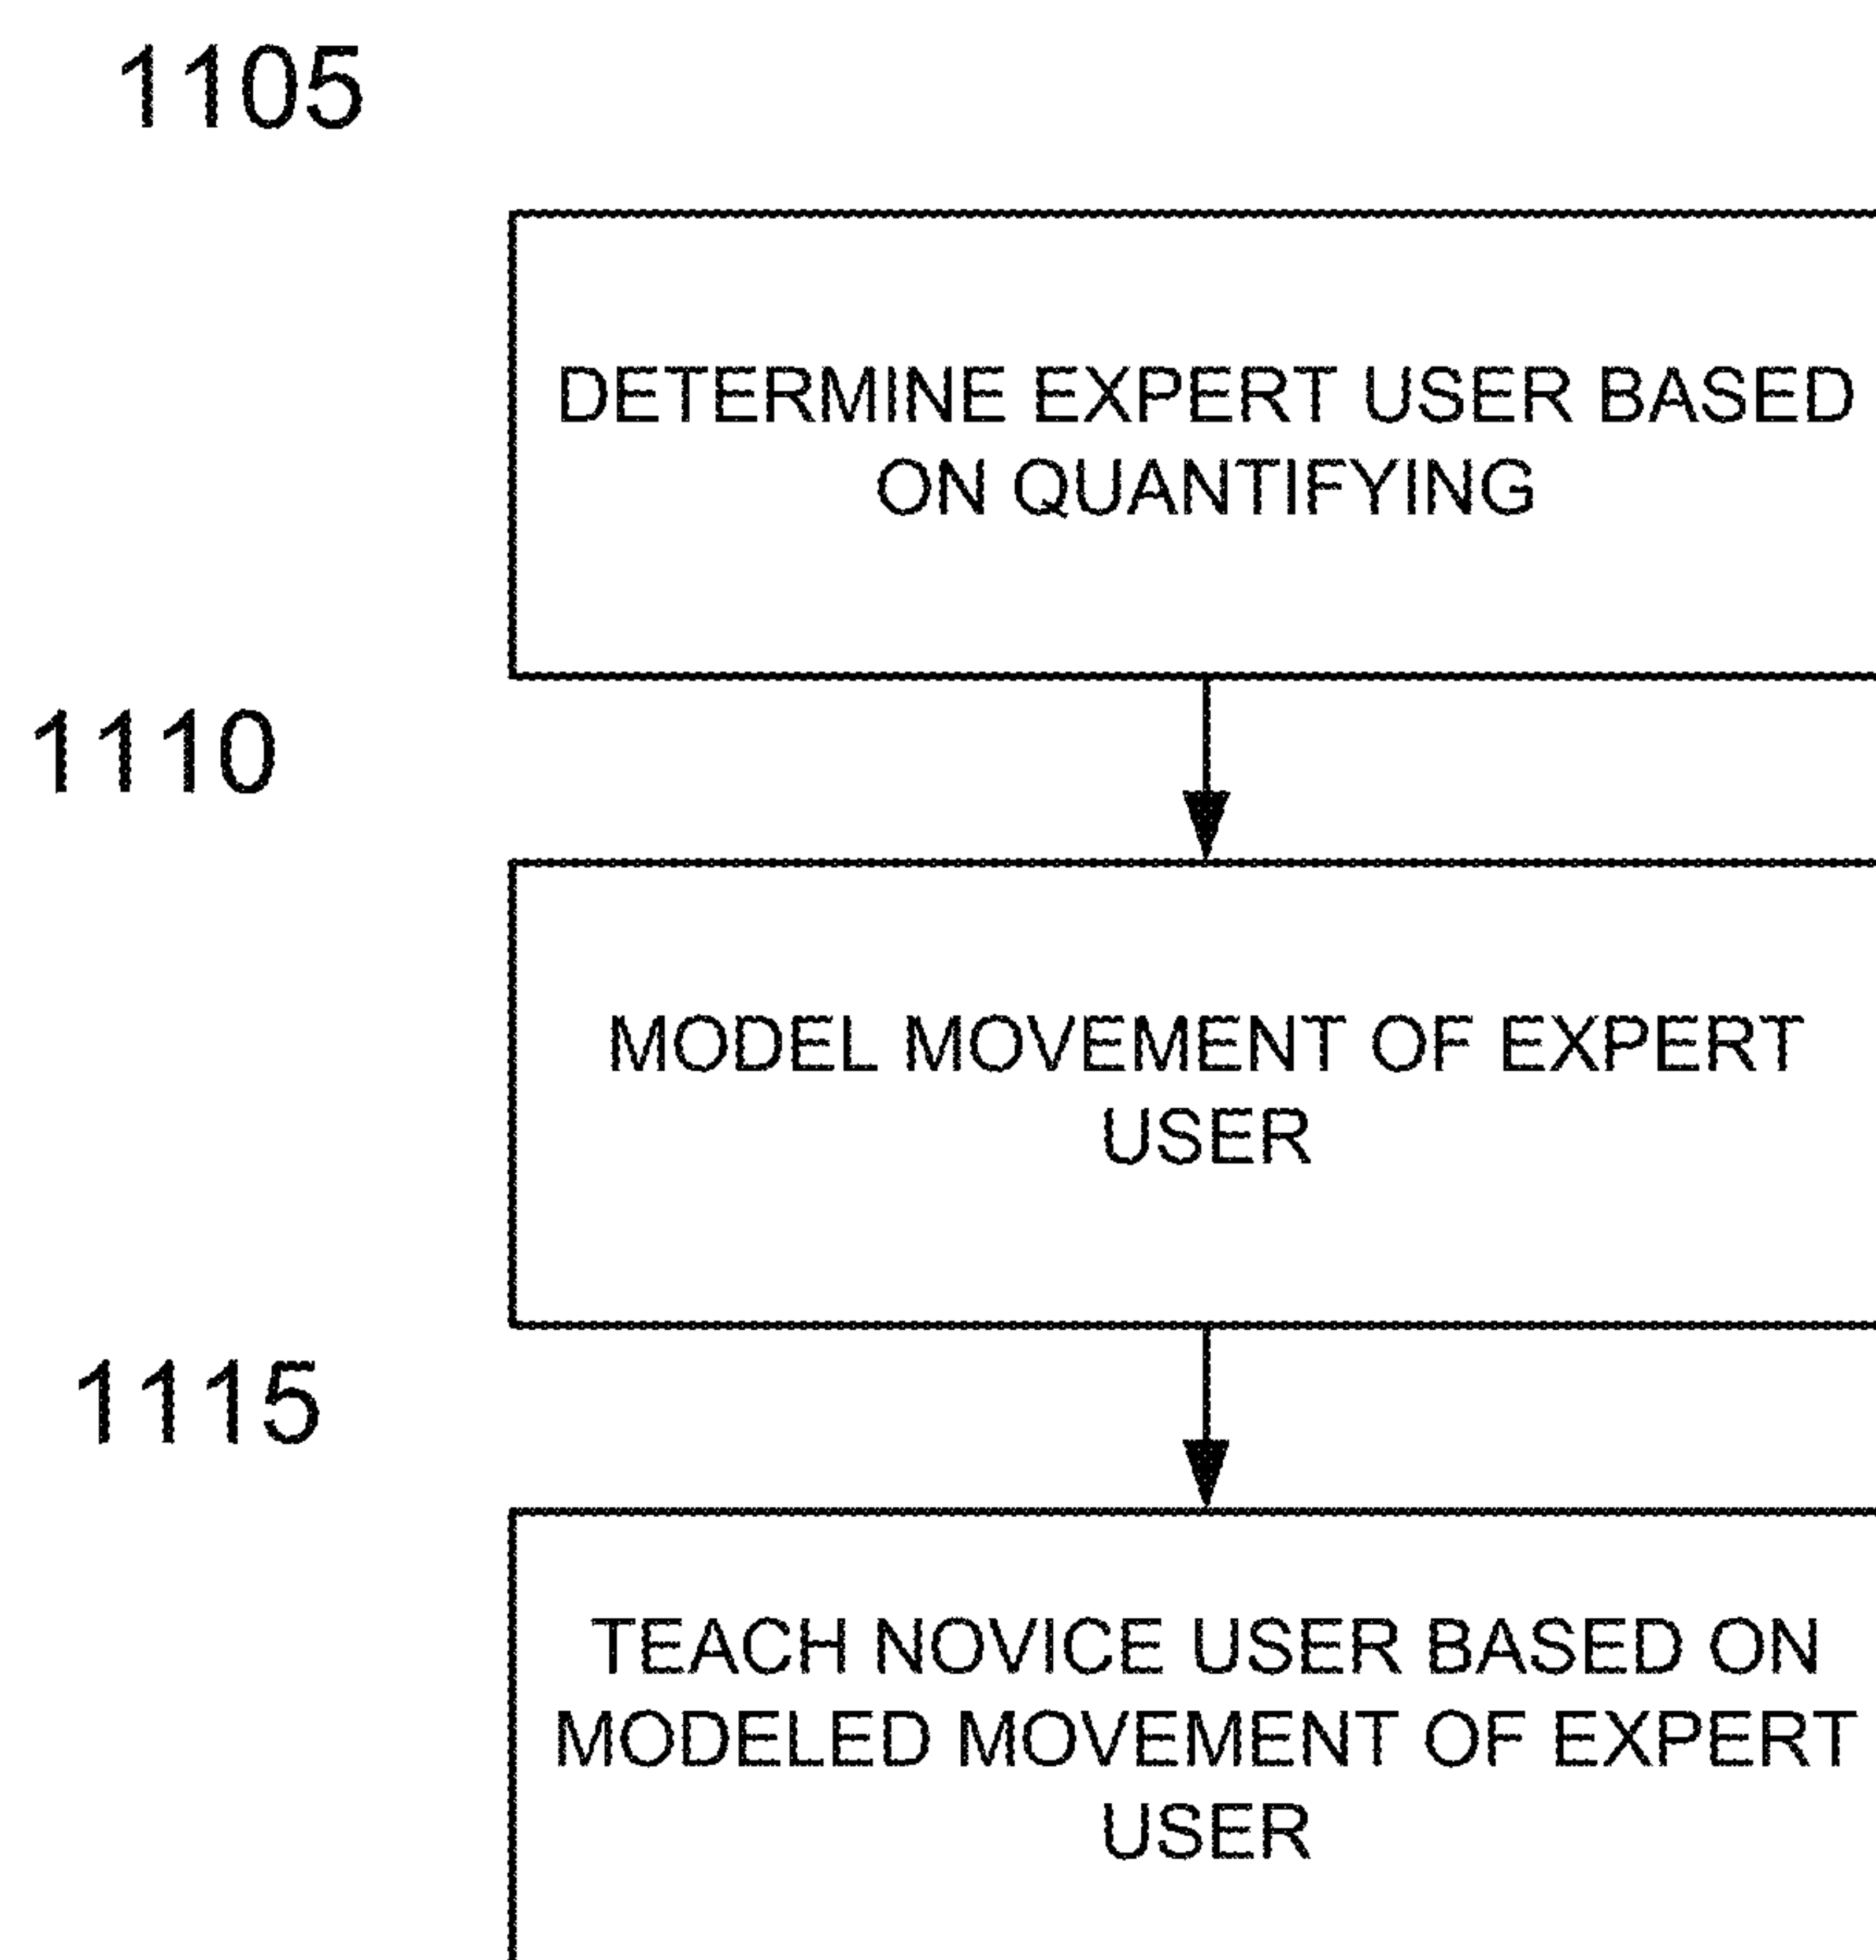 1105
DETERMINE EXPERT USER BASED
ON QUANTIFYING
1110
MODEL MOVEMENT OF EXPERT
USER
1115
TEACH NOVICE USER BASED ON
MODELED MOVEMENT OF EXPERT
USER